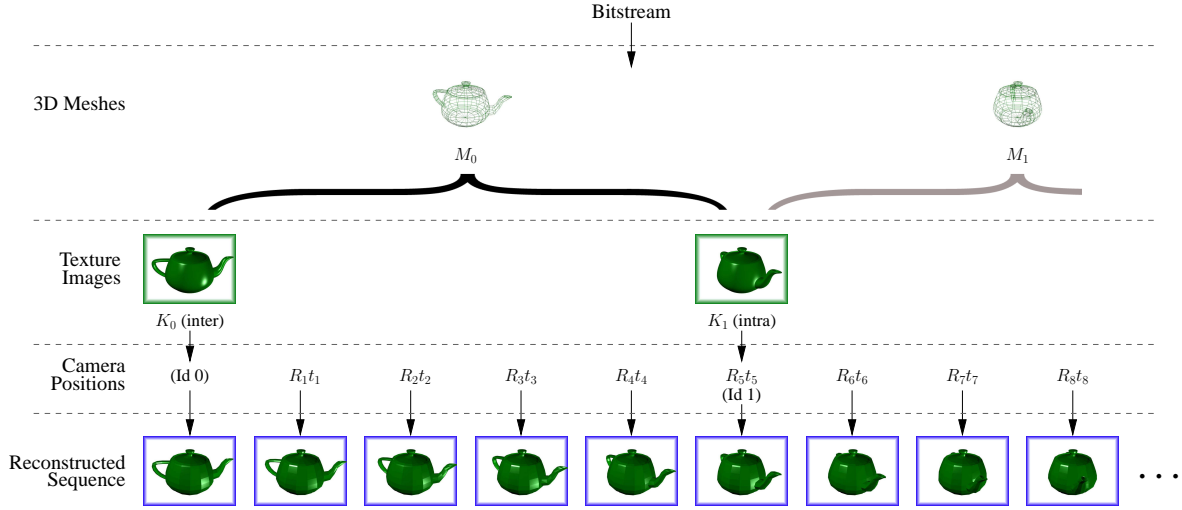 Bitstream
3D Meshes
M0
M1
Texture
Images
K0 (inter)
K1 (intra)
Camera
Positions
(Id 0)
R1t1
R2t2
R3t3
R4t4
R5t5
(Id 1)
R6t6
R7t7
R8t8
Reconstructed
Sequence
. . .